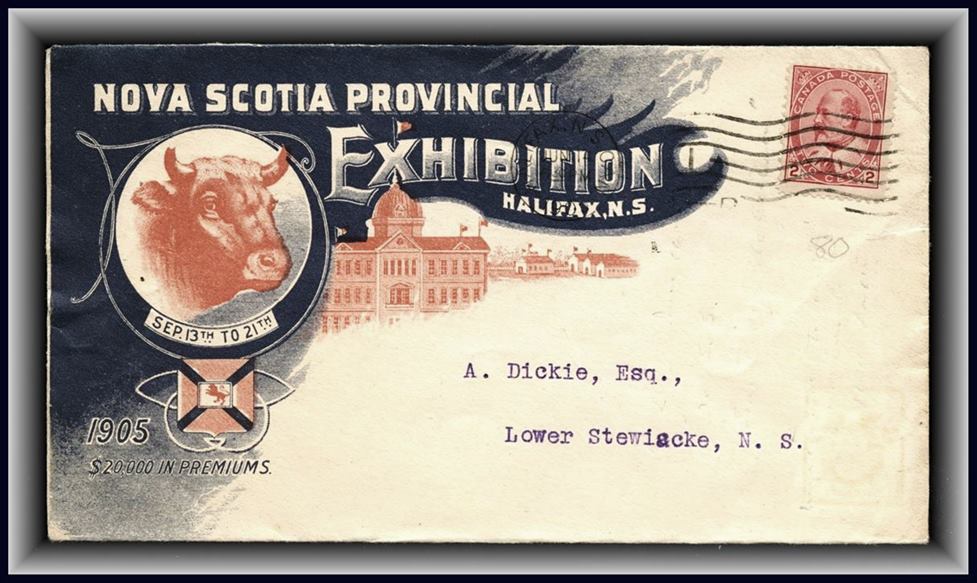 NOVA SCOTIA PROVINCIAL
EXHIBITION
HALIFAX, N.S.
SEP. 13TH TO 21TH
1905
$20,000 IN PREMIUMS.
CANADA POSTAGE
2 CENTS 2
80
A. Dickie, Esq.,
Lower Stewiacke, N. S.